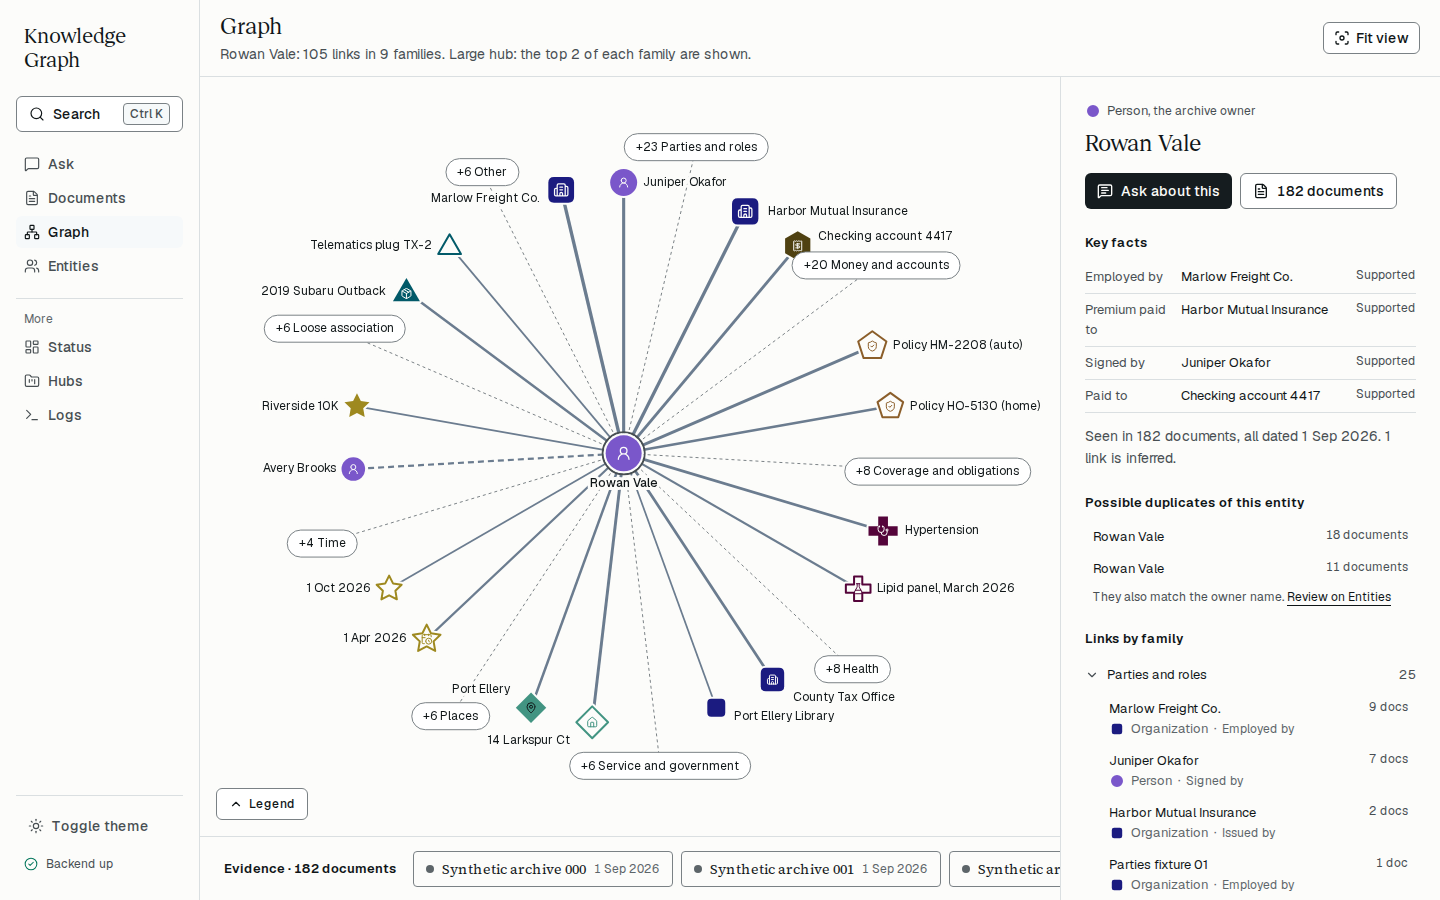 Knowledge
Graph
Search
Ctrl K
Ask
Documents
Graph
Entities
More
Status
Hubs
Logs
Toggle theme
Backend up
Graph
Rowan Vale: 105 links in 9 families. Large hub: the top 2 of each family are shown.
Fit view
+23 Parties and roles
+6 Other
Juniper Okafor
Marlow Freight Co.
Harbor Mutual Insurance
Checking account 4417
Telematics plug TX-2
+20 Money and accounts
2019 Subaru Outback
+6 Loose association
Policy HM-2208 (auto)
Riverside 10K
Policy HO-5130 (home)
Avery Brooks
+8 Coverage and obligations
Rowan Vale
Hypertension
+4 Time
1 Oct 2026
Lipid panel, March 2026
1 Apr 2026
+8 Health
Port Ellery
County Tax Office
+6 Places
Port Ellery Library
14 Larkspur Ct
+6 Service and government
Legend
Evidence · 182 documents
Synthetic archive 000 1 Sep 2026
Synthetic archive 001 1 Sep 2026
Synthetic ar
Person, the archive owner
Rowan Vale
Ask about this
182 documents
Key facts
Employed by Marlow Freight Co. Supported
Premium paid Harbor Mutual Insurance Supported
to
Signed by Juniper Okafor Supported
Paid to Checking account 4417 Supported
Seen in 182 documents, all dated 1 Sep 2026. 1
link is inferred.
Possible duplicates of this entity
Rowan Vale 18 documents
Rowan Vale 11 documents
They also match the owner name. Review on Entities
Links by family
Parties and roles 25
Marlow Freight Co. 9 docs
Organization · Employed by
Juniper Okafor 7 docs
Person · Signed by
Harbor Mutual Insurance 2 docs
Organization · Issued by
Parties fixture 01 1 doc
Organization · Employed by